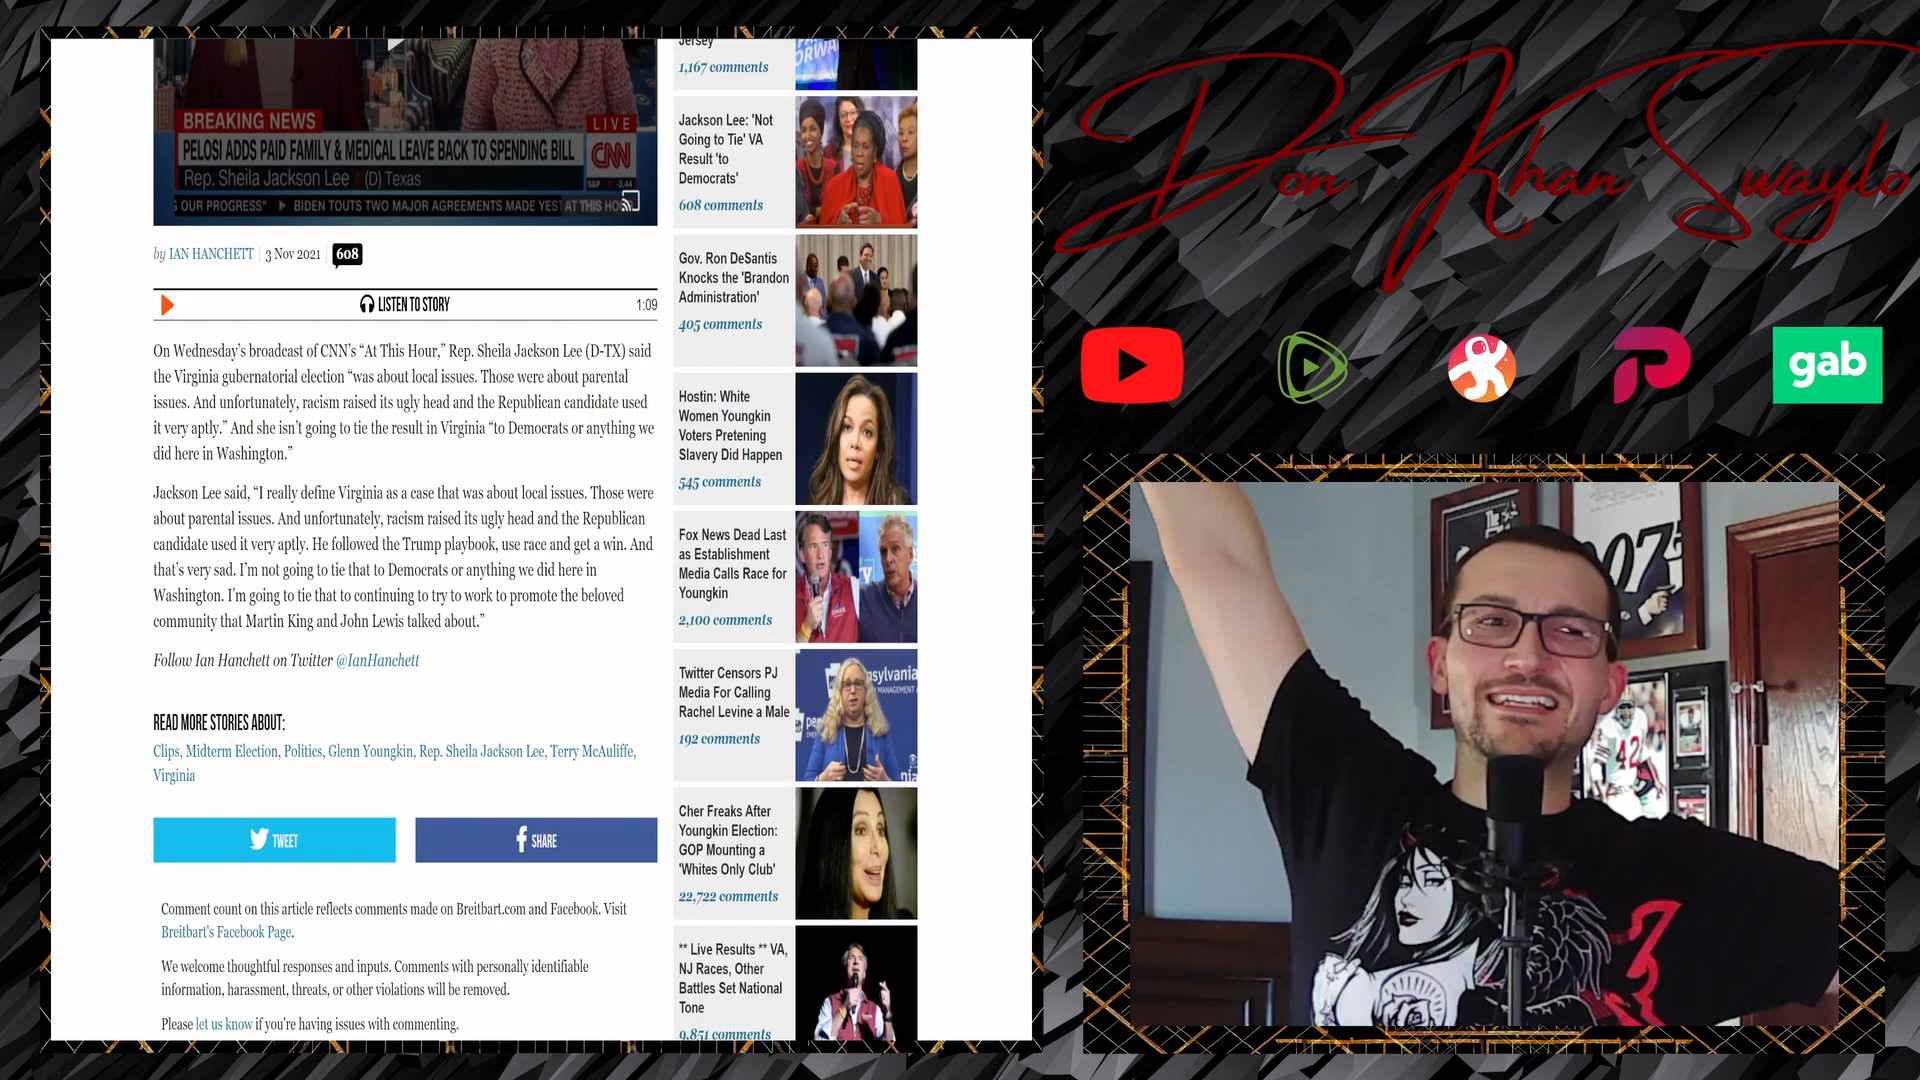 BREAKING NEWS
LIVE
PELOSI ADDS PAID FAMILY & MEDICAL LEAVE BACK TO SPENDING BILL
CNN
Rep. Sheila Jackson Lee | (D) Texas
S&P -3.44
G OUR PROGRESS" ▶ BIDEN TOUTS TWO MAJOR AGREEMENTS MADE YEST AT THIS HO
by IAN HANCHETT | 3 Nov 2021 | 608
LISTEN TO STORY 1:09
On Wednesday’s broadcast of CNN’s “At This Hour,” Rep. Sheila Jackson Lee (D-TX) said
the Virginia gubernatorial election “was about local issues. Those were about parental
issues. And unfortunately, racism raised its ugly head and the Republican candidate used
it very aptly.” And she isn’t going to tie the result in Virginia “to Democrats or anything we
did here in Washington.”
Jackson Lee said, “I really define Virginia as a case that was about local issues. Those were
about parental issues. And unfortunately, racism raised its ugly head and the Republican
candidate used it very aptly. He followed the Trump playbook, use race and get a win. And
that’s very sad. I’m not going to tie that to Democrats or anything we did here in
Washington. I’m going to tie that to continuing to try to work to promote the beloved
community that Martin King and John Lewis talked about.”
Follow Ian Hanchett on Twitter @IanHanchett
READ MORE STORIES ABOUT:
Clips, Midterm Election, Politics, Glenn Youngkin, Rep. Sheila Jackson Lee, Terry McAuliffe,
Virginia
TWEET
SHARE
Comment count on this article reflects comments made on Breitbart.com and Facebook. Visit
Breitbart's Facebook Page.
We welcome thoughtful responses and inputs. Comments with personally identifiable
information, harassment, threats, or other violations will be removed.
Please let us know if you're having issues with commenting.
Jersey
1,167 comments
Jackson Lee: 'Not
Going to Tie' VA
Result 'to
Democrats'
608 comments
Gov. Ron DeSantis
Knocks the 'Brandon
Administration'
405 comments
Hostin: White
Women Youngkin
Voters Pretening
Slavery Did Happen
545 comments
Fox News Dead Last
as Establishment
Media Calls Race for
Youngkin
2,100 comments
Twitter Censors PJ
Media For Calling
Rachel Levine a Male
192 comments
Cher Freaks After
Youngkin Election:
GOP Mounting a
'Whites Only Club'
22,722 comments
** Live Results ** VA,
NJ Races, Other
Battles Set National
Tone
9,851 comments
Don Khan Swaylo
gab
007
42